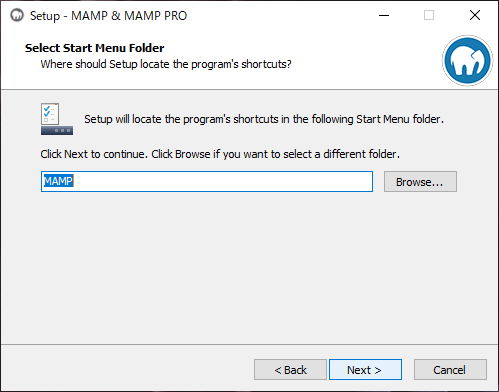 Setup - MAMP & MAMP PRO
Select Start Menu Folder
Where should Setup locate the program's shortcuts?
Setup will locate the program's shortcuts in the following Start Menu folder.
Click Next to continue. Click Browse if you want to select a different folder.
MAMP
Browse...
< Back
Next >
Cancel